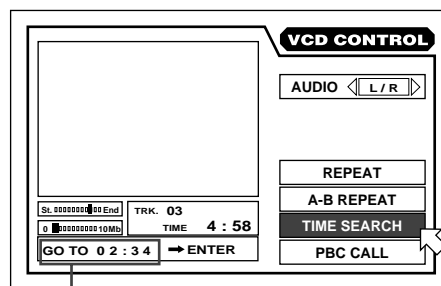 VCD CONTROL
AUDIO L / R
REPEAT
A-B REPEAT
TIME SEARCH
PBC CALL
St. End
0 10Mb
TRK. 03
TIME 4 : 58
GO TO 0 2 : 3 4 ➞ ENTER